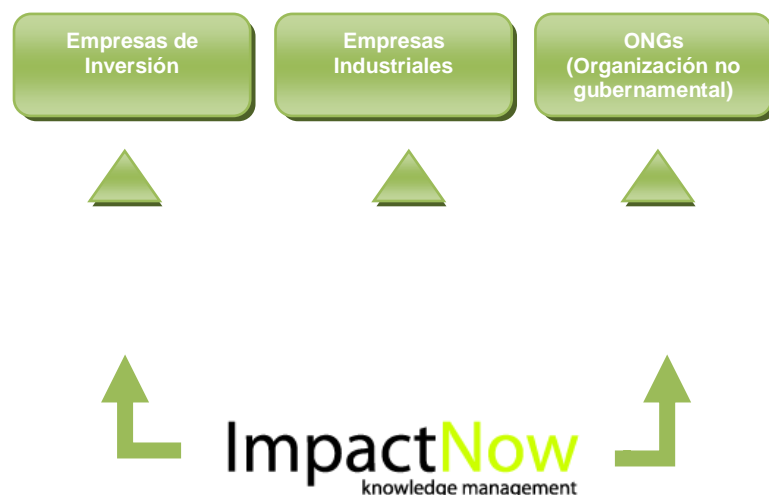 Empresas de
Inversión
Empresas
Industriales
ONGs
(Organización no
gubernamental)
ImpactNow
knowledge management